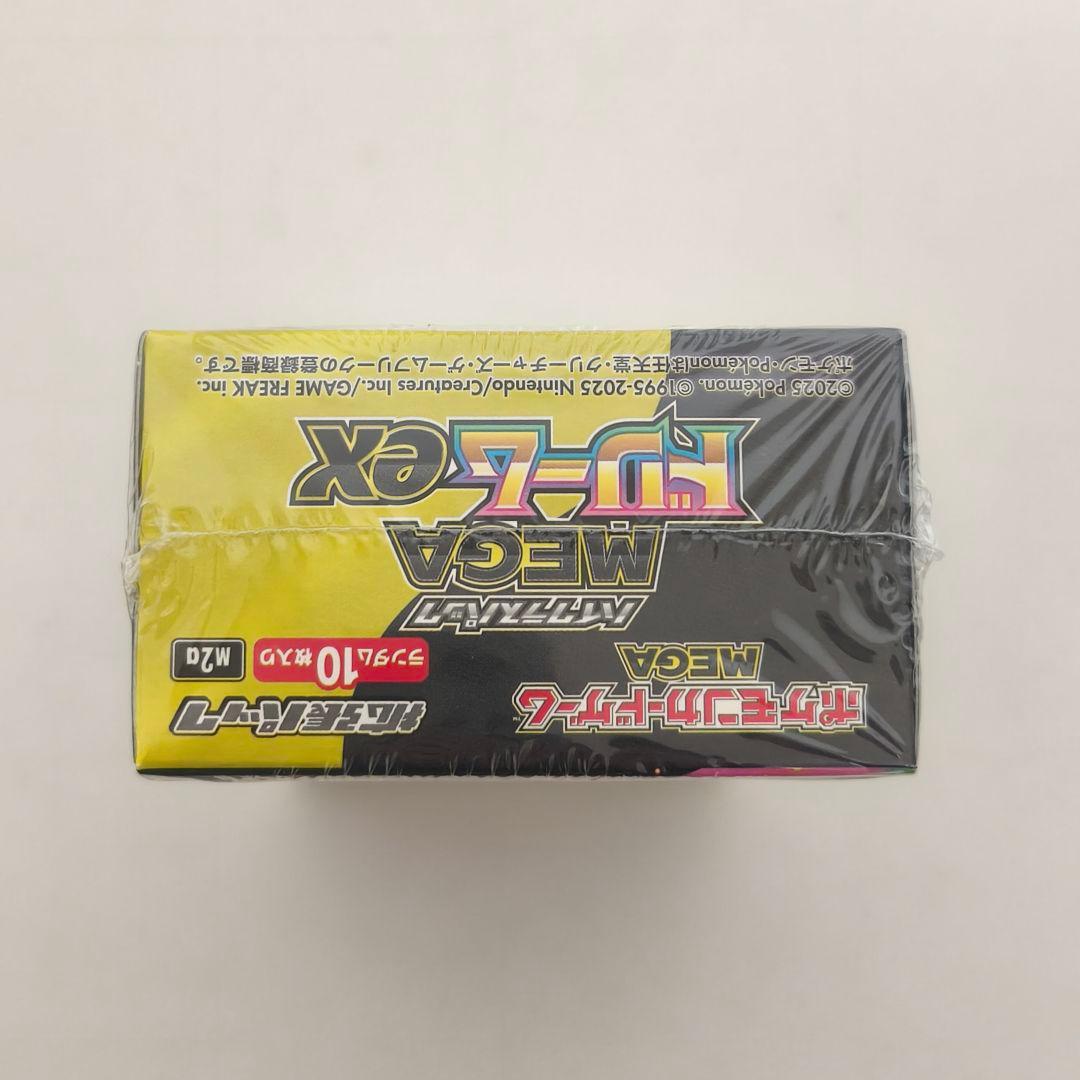 ポケモンカードゲーム™
MEGA
拡張パック
ランダム10枚入り
M2a
ハイクラスパック
MEGA
ドリームex
©2025 Pokémon. ©1995-2025 Nintendo/Creatures Inc./GAME FREAK inc.
ポケモン・Pokémonは任天堂・クリーチャーズ・ゲームフリークの登録商標です。